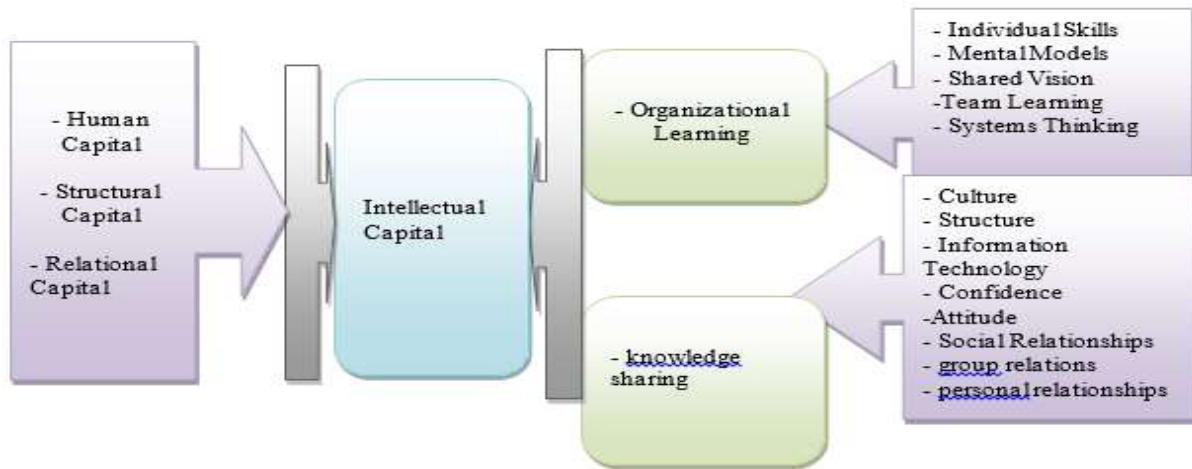 - Human
Capital
- Structural
Capital
- Relational
Capital
Intellectual
Capital
- Organizational
Learning
- knowledge
sharing
- Individual Skills
- Mental Models
- Shared Vision
-Team Learning
- Systems Thinking
- Culture
- Structure
- Information
Technology
- Confidence
-Attitude
- Social Relationships
- group relations
- personal relationships